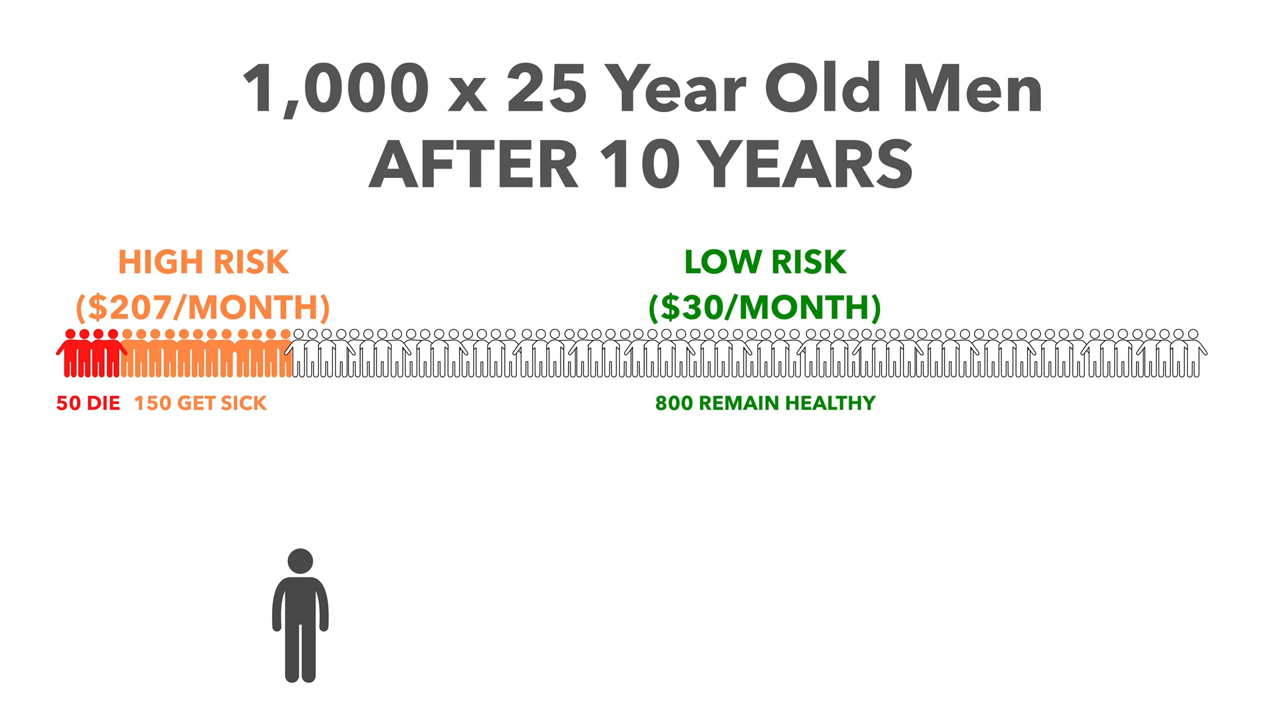 1,000 x 25 Year Old Men
AFTER 10 YEARS
HIGH RISK
($207/MONTH)
LOW RISK
($30/MONTH)
50 DIE
150 GET SICK
800 REMAIN HEALTHY